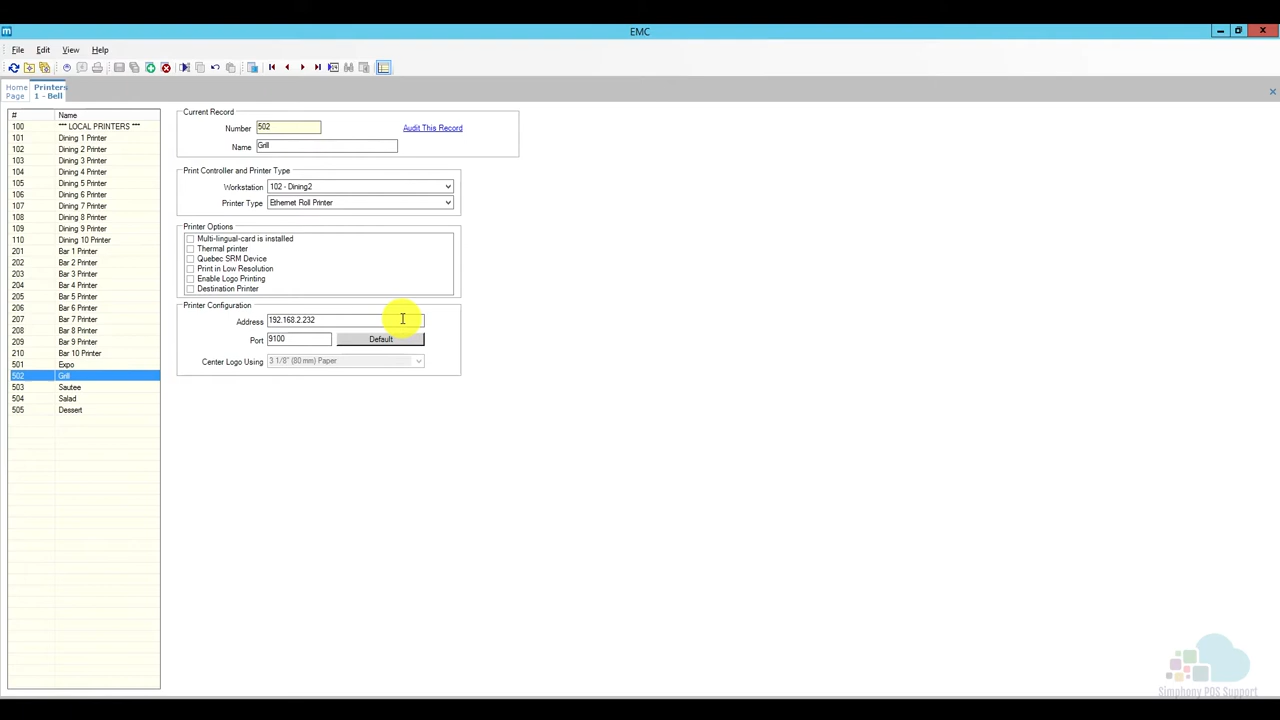 EMC
File Edit View Help
Home Page
Printers 1 - Bell
# Name
100 *** LOCAL PRINTERS ***
101 Dining 1 Printer
102 Dining 2 Printer
103 Dining 3 Printer
104 Dining 4 Printer
105 Dining 5 Printer
106 Dining 6 Printer
107 Dining 7 Printer
108 Dining 8 Printer
109 Dining 9 Printer
110 Dining 10 Printer
201 Bar 1 Printer
202 Bar 2 Printer
203 Bar 3 Printer
204 Bar 4 Printer
205 Bar 5 Printer
206 Bar 6 Printer
207 Bar 7 Printer
208 Bar 8 Printer
209 Bar 9 Printer
210 Bar 10 Printer
501 Expo
502 Grill
503 Sautee
504 Salad
505 Dessert
Current Record
Number 502 Audit This Record
Name Grill
Print Controller and Printer Type
Workstation 102 - Dining2
Printer Type Ethernet Roll Printer
Printer Options
Multi-lingual-card is installed
Thermal printer
Quebec SRM Device
Print in Low Resolution
Enable Logo Printing
Destination Printer
Printer Configuration
Address 192.168.2.232
Port 9100 Default
Center Logo Using 3 1/8" (80 mm) Paper
Simphony POS Support